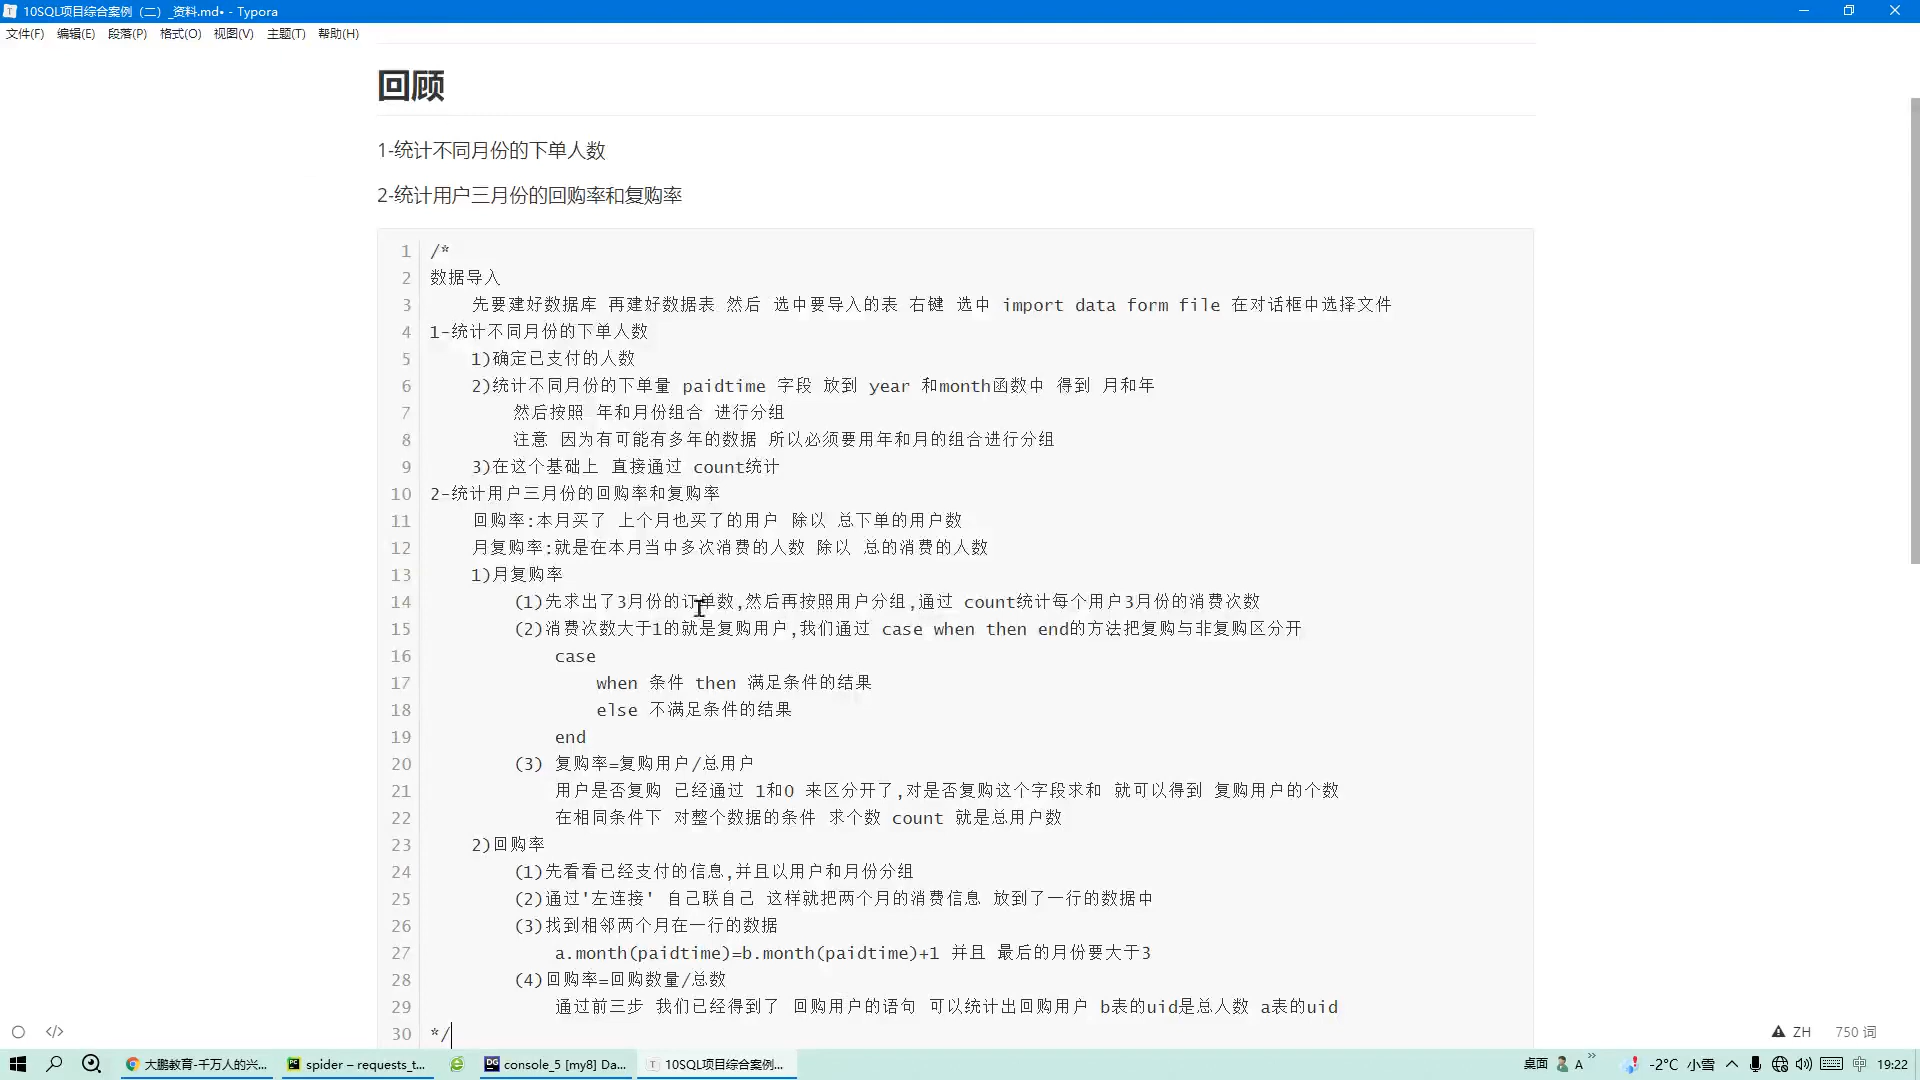 10SQL项目综合案例（二）_资料.md• - Typora
文件(F) 编辑(E) 段落(P) 格式(O) 视图(V) 主题(T) 帮助(H)
回顾
1-统计不同月份的下单人数
2-统计用户三月份的回购率和复购率
1 /*
2 数据导入
3 先要建好数据库 再建好数据表 然后 选中要导入的表 右键 选中 import data form file 在对话框中选择文件
4 1-统计不同月份的下单人数
5 1)确定已支付的人数
6 2)统计不同月份的下单量 paidtime 字段 放到 year 和month函数中 得到 月和年
7 然后按照 年和月份组合 进行分组
8 注意 因为有可能有多年的数据 所以必须要用年和月的组合进行分组
9 3)在这个基础上 直接通过 count统计
10 2-统计用户三月份的回购率和复购率
11 回购率:本月买了 上个月也买了的用户 除以 总下单的用户数
12 月复购率:就是在本月当中多次消费的人数 除以 总的消费的人数
13 1)月复购率
14 (1)先求出了3月份的订单数,然后再按照用户分组,通过 count统计每个用户3月份的消费次数
15 (2)消费次数大于1的就是复购用户,我们通过 case when then end的方法把复购与非复购区分开
16 case
17 when 条件 then 满足条件的结果
18 else 不满足条件的结果
19 end
20 (3) 复购率=复购用户/总用户
21 用户是否复购 已经通过 1和0 来区分开了,对是否复购这个字段求和 就可以得到 复购用户的个数
22 在相同条件下 对整个数据的条件 求个数 count 就是总用户数
23 2)回购率
24 (1)先看看已经支付的信息,并且以用户和月份分组
25 (2)通过'左连接' 自己联自己 这样就把两个月的消费信息 放到了一行的数据中
26 (3)找到相邻两个月在一行的数据
27 a.month(paidtime)=b.month(paidtime)+1 并且 最后的月份要大于3
28 (4)回购率=回购数量/总数
29 通过前三步 我们已经得到了 回购用户的语句 可以统计出回购用户 b表的uid是总人数 a表的uid
30 */
ZH 750 词
大鹏教育-千万人的兴... spider – requests_t... console_5 [my8] Da... 10SQL项目综合案例... 桌面 A -2°C 小雪 中 19:22